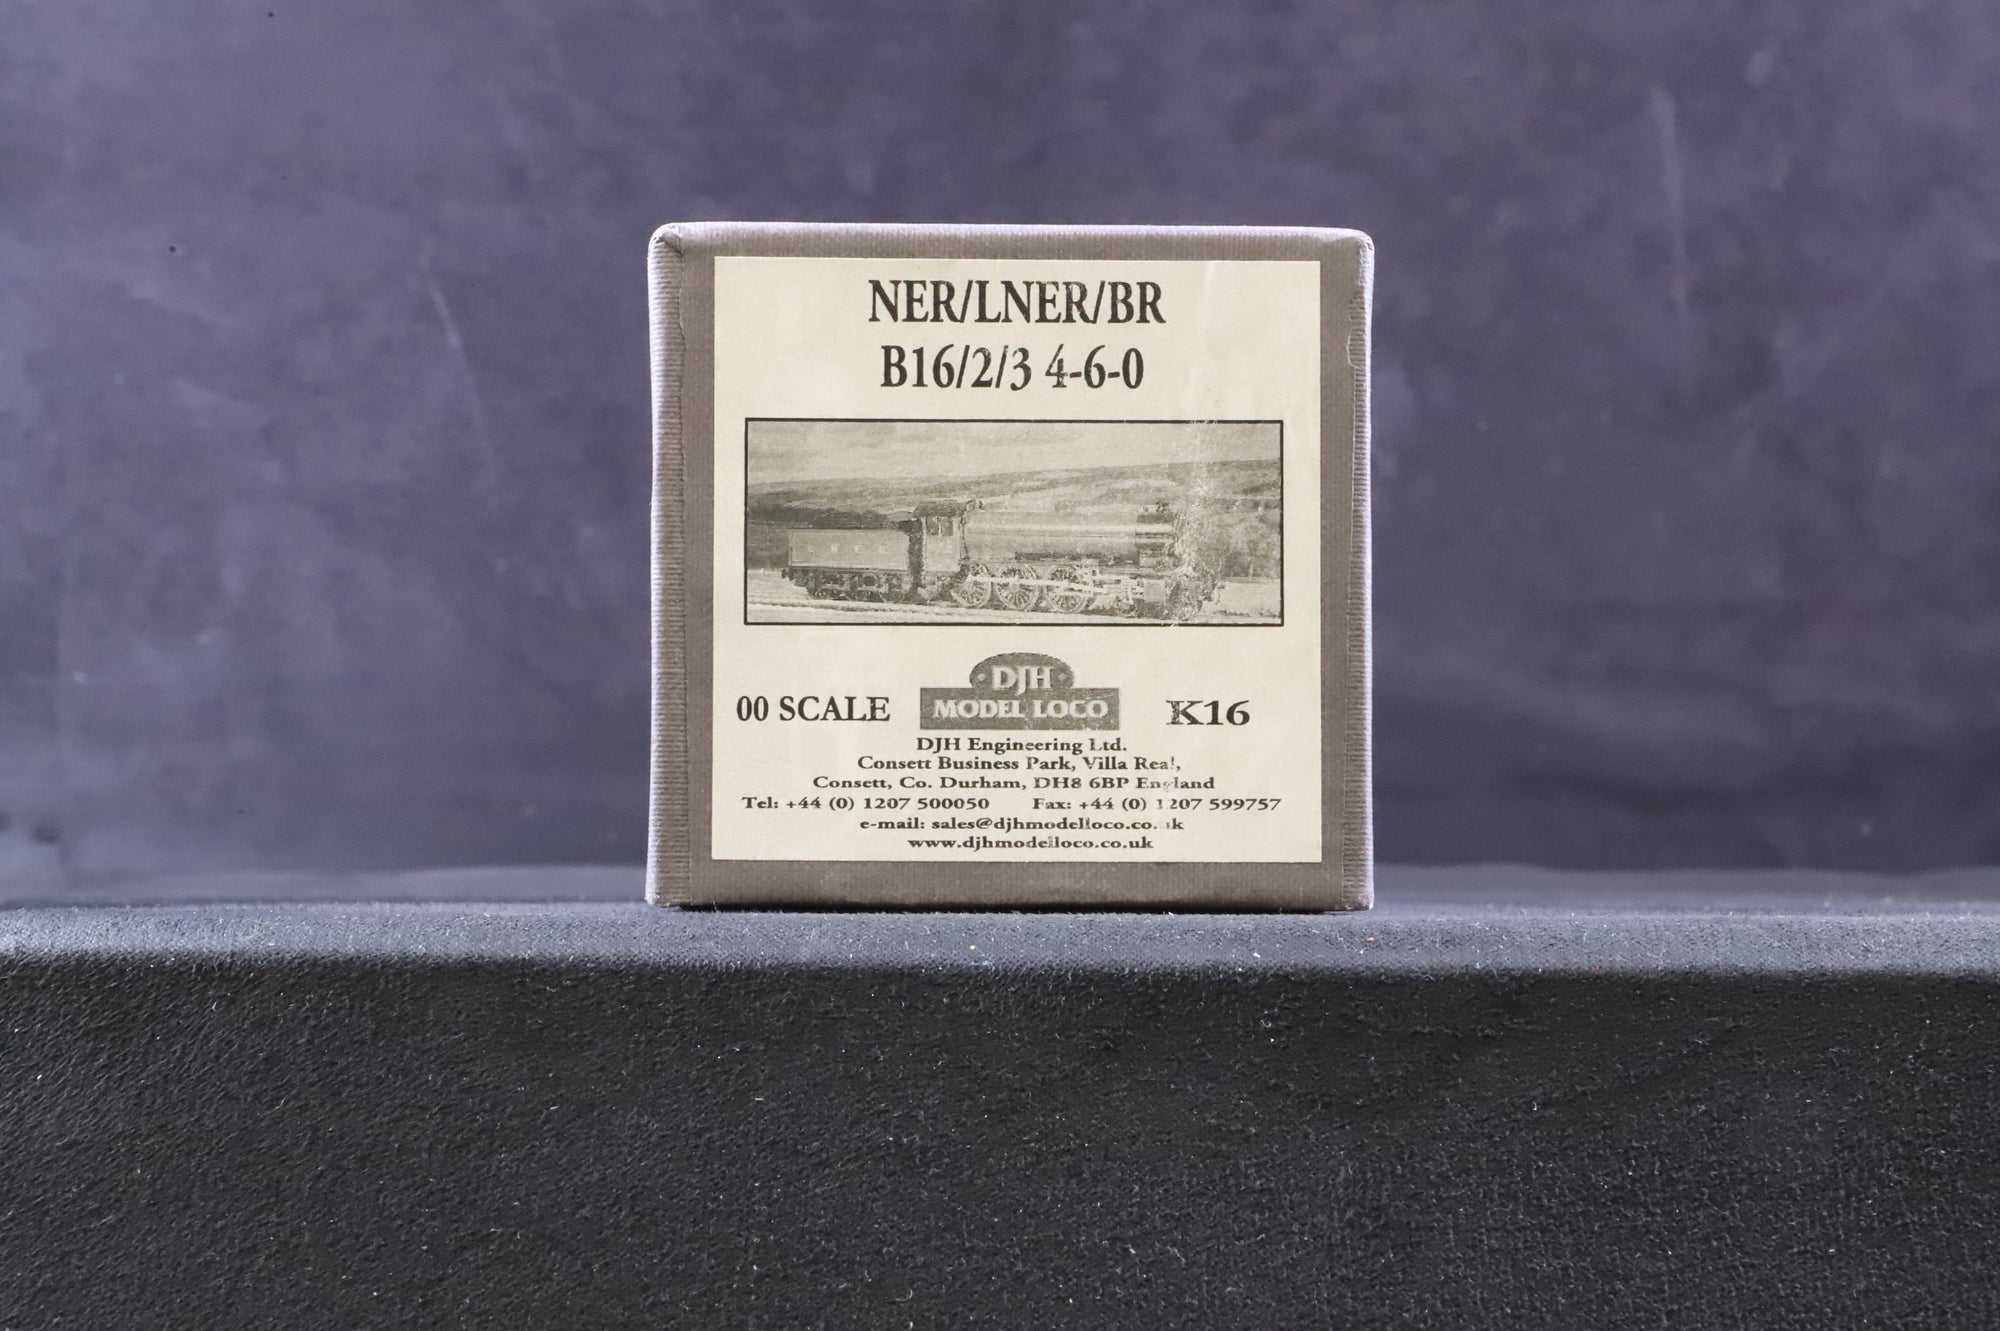 NER/LNER/BR
B16/2/3 4-6-0
L N E R
DJH
MODEL LOCO
00 SCALE
K16
DJH Engineering Ltd.
Consett Business Park, Villa Real,
Consett, Co. Durham, DH8 6BP England
Tel: +44 (0) 1207 500050 Fax: +44 (0) 1207 599757
e-mail: sales@djhmodelloco.co.uk
www.djhmodelloco.co.uk